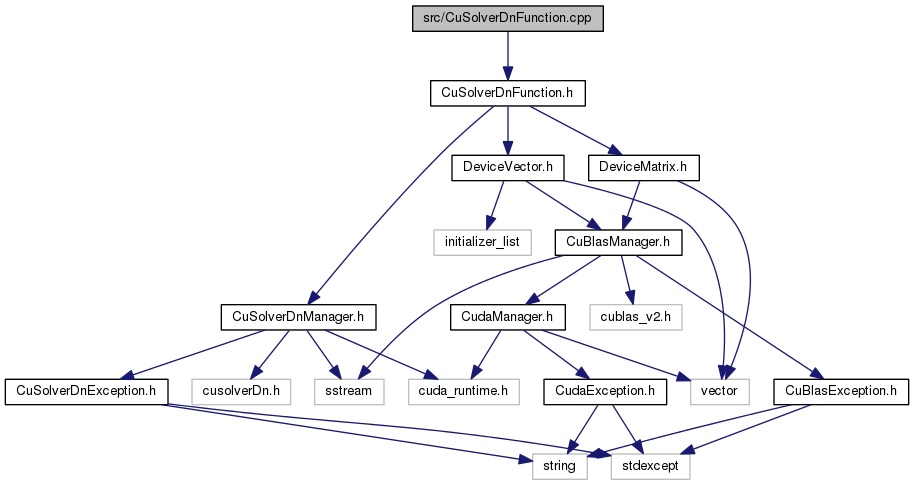 src/CuSolverDnFunction.cpp
CuSolverDnFunction.h
DeviceVector.h
DeviceMatrix.h
initializer_list
CuBlasManager.h
CuSolverDnManager.h
CudaManager.h
cublas_v2.h
CuSolverDnException.h
cusolverDn.h
sstream
cuda_runtime.h
CudaException.h
vector
CuBlasException.h
string
stdexcept